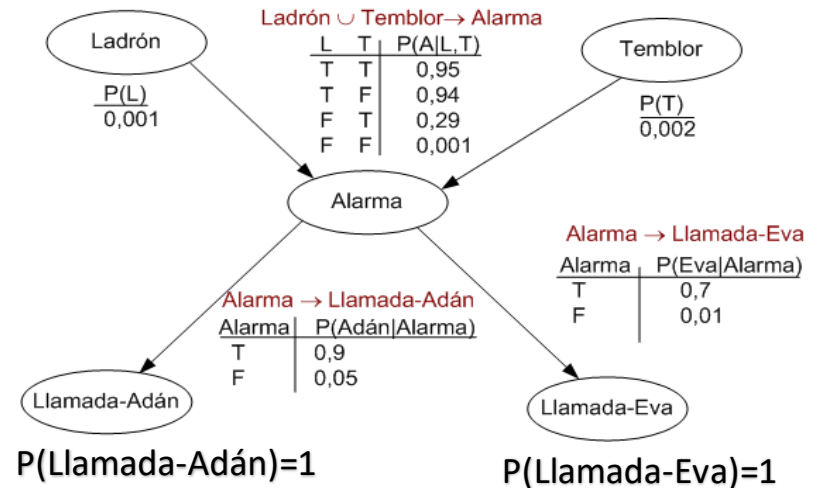 Ladrón ∪ Temblor→ Alarma
Ladrón
L T P(A|L,T)
T T 0,95
T F 0,94
F T 0,29
F F 0,001
Temblor
P(L)
0,001
P(T)
0,002
Alarma
Alarma → Llamada-Eva
Alarma P(Eva|Alarma)
T 0,7
F 0,01
Alarma → Llamada-Adán
Alarma P(Adán|Alarma)
T 0,9
F 0,05
Llamada-Adán
Llamada-Eva
P(Llamada-Adán)=1
P(Llamada-Eva)=1